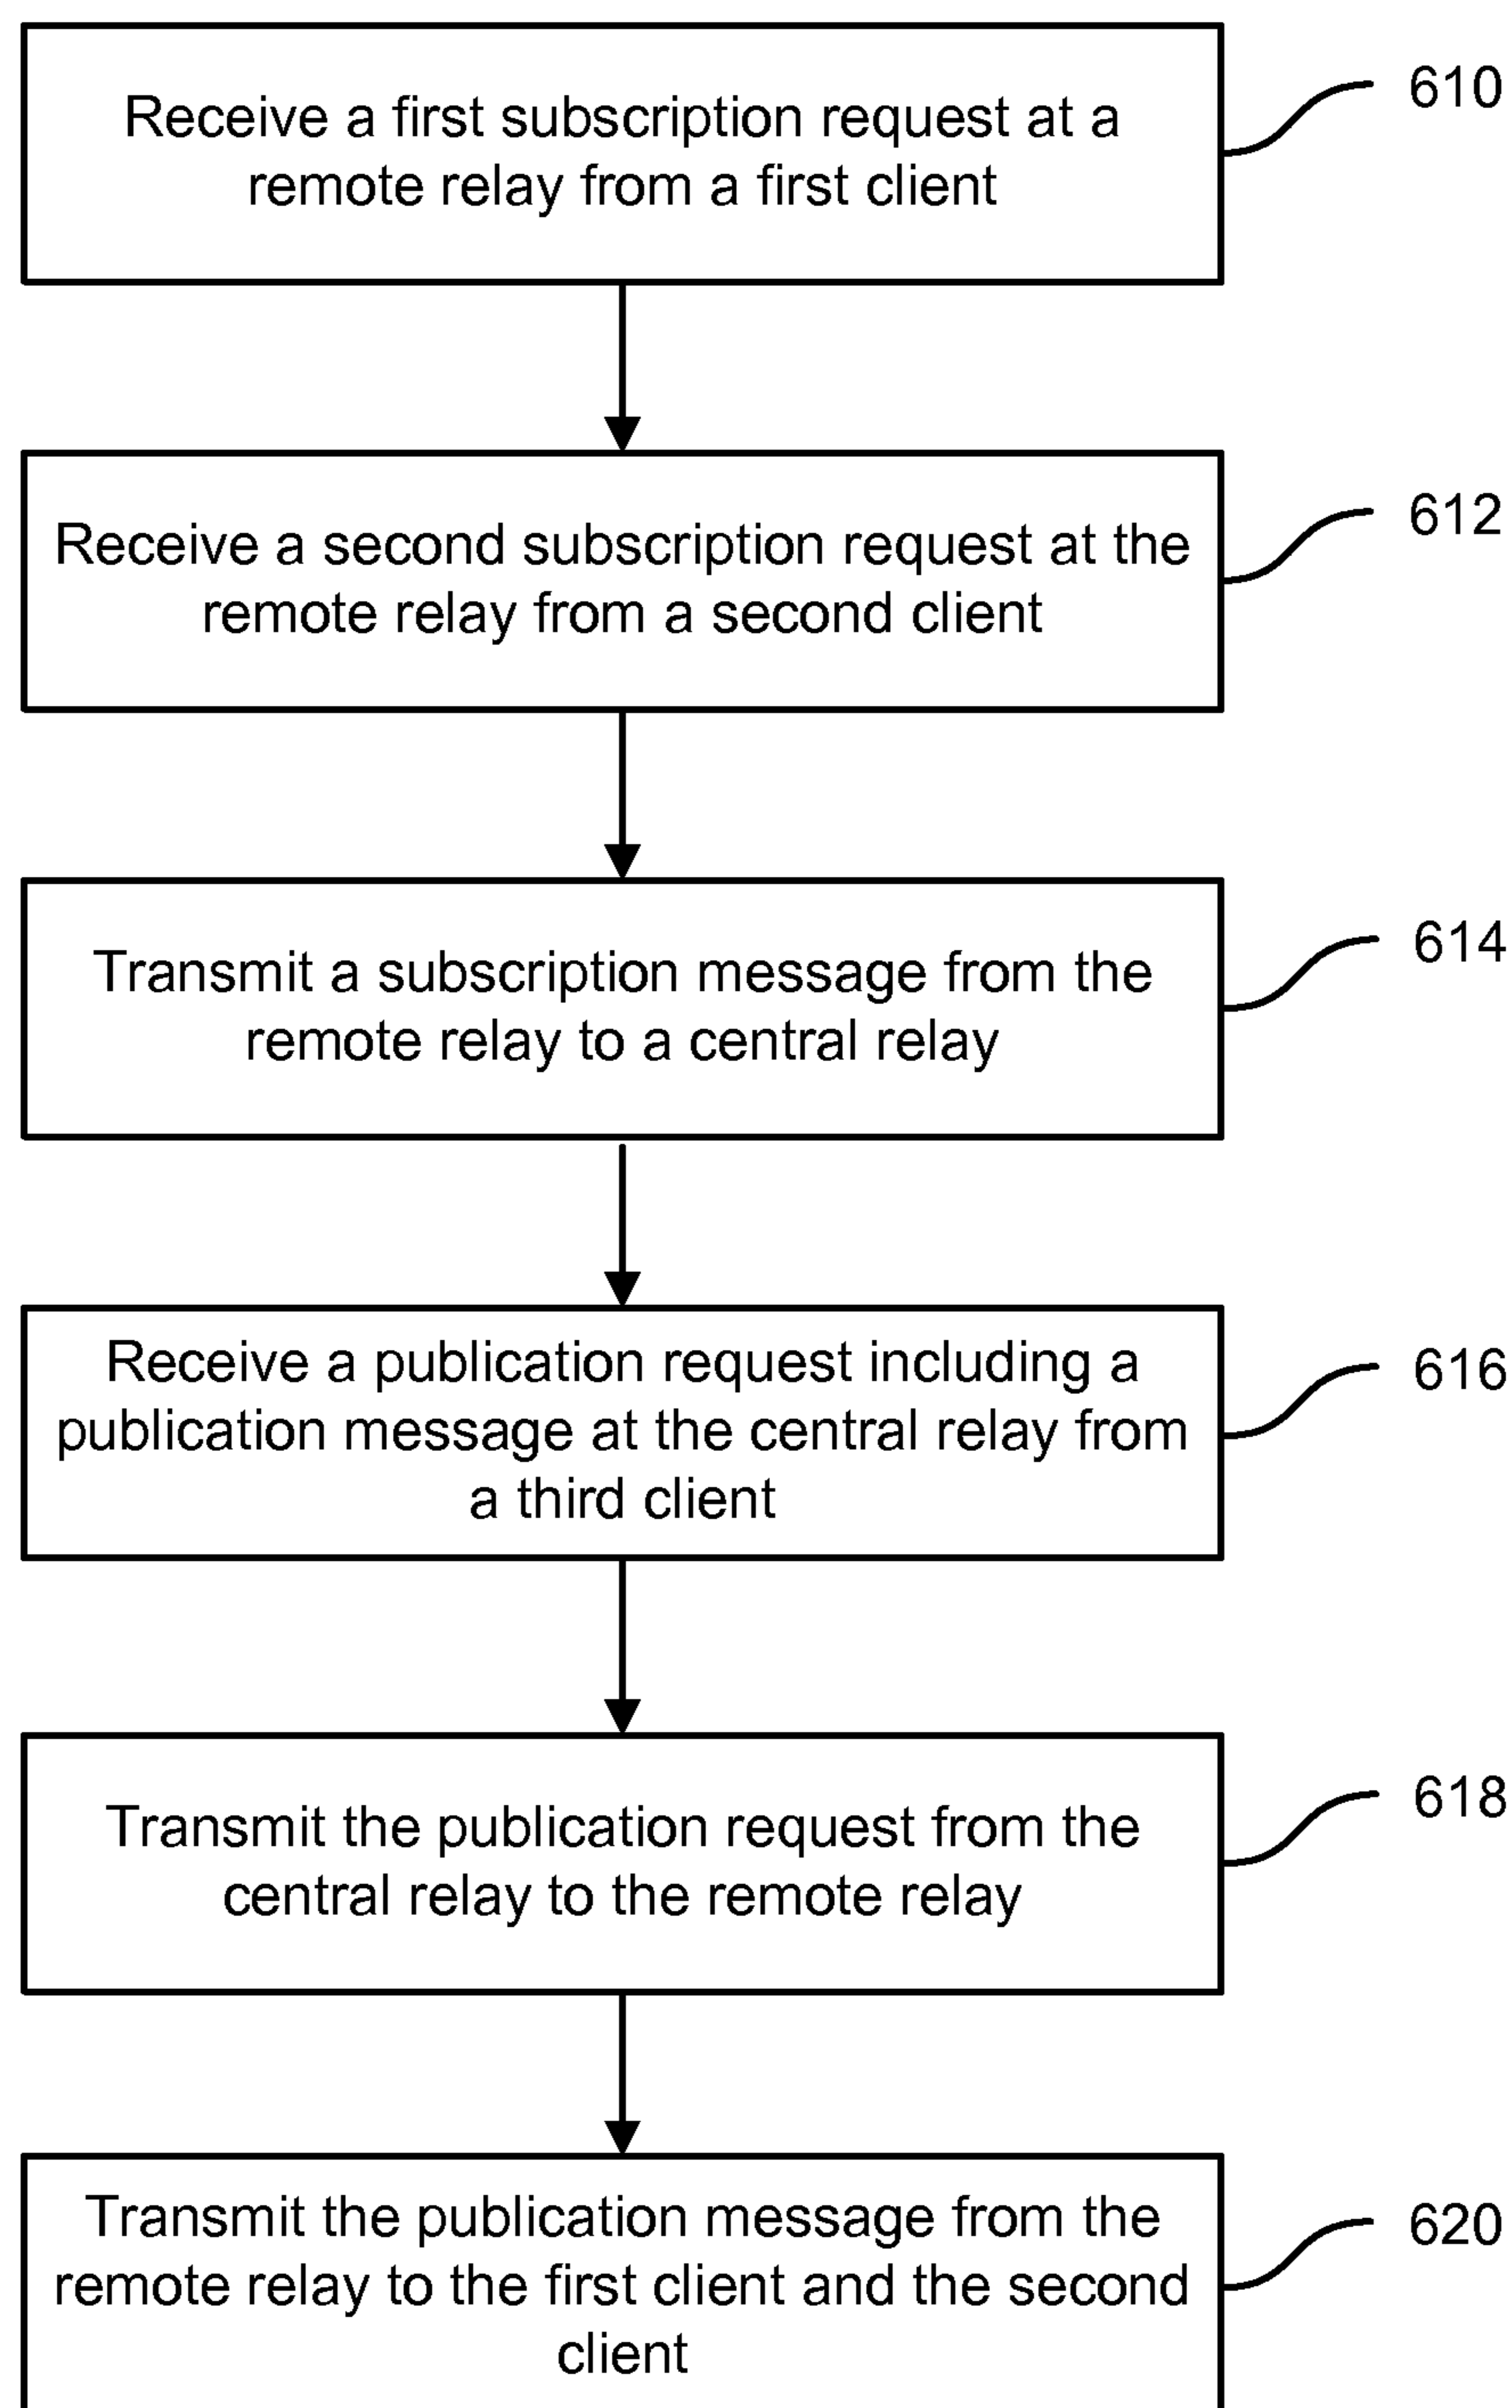 Receive a first subscription request at a
remote relay from a first client
610
Receive a second subscription request at the
remote relay from a second client
612
Transmit a subscription message from the
remote relay to a central relay
614
Receive a publication request including a
publication message at the central relay from
a third client
616
Transmit the publication request from the
central relay to the remote relay
618
Transmit the publication message from the
remote relay to the first client and the second
client
620